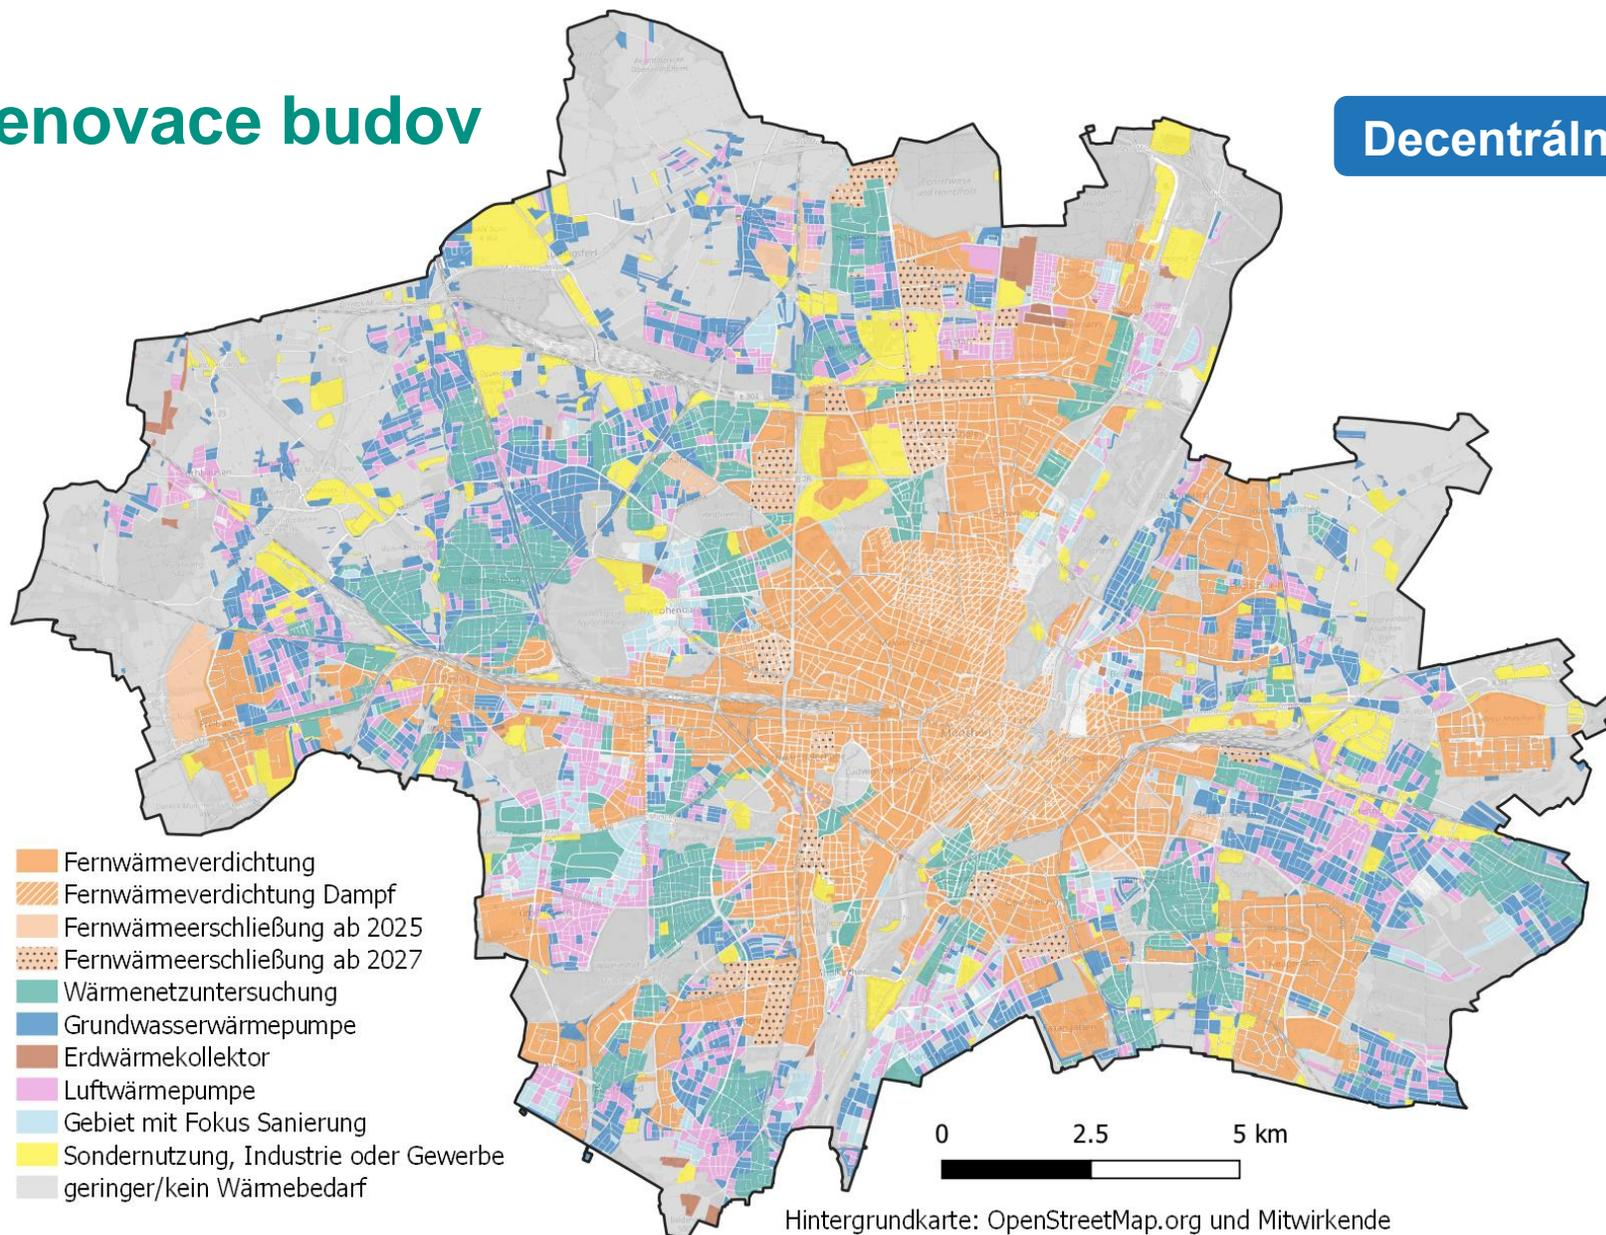 enovace budov
Decentráln
Fernwärmeverdichtung
Fernwärmeverdichtung Dampf
Fernwärmeerschließung ab 2025
Fernwärmeerschließung ab 2027
Wärmenetzuntersuchung
Grundwasserwärmepumpe
Erdwärmekollektor
Luftwärmepumpe
Gebiet mit Fokus Sanierung
Sondernutzung, Industrie oder Gewerbe
geringer/kein Wärmebedarf
0 2.5 5 km
Hintergrundkarte: OpenStreetMap.org und Mitwirkende